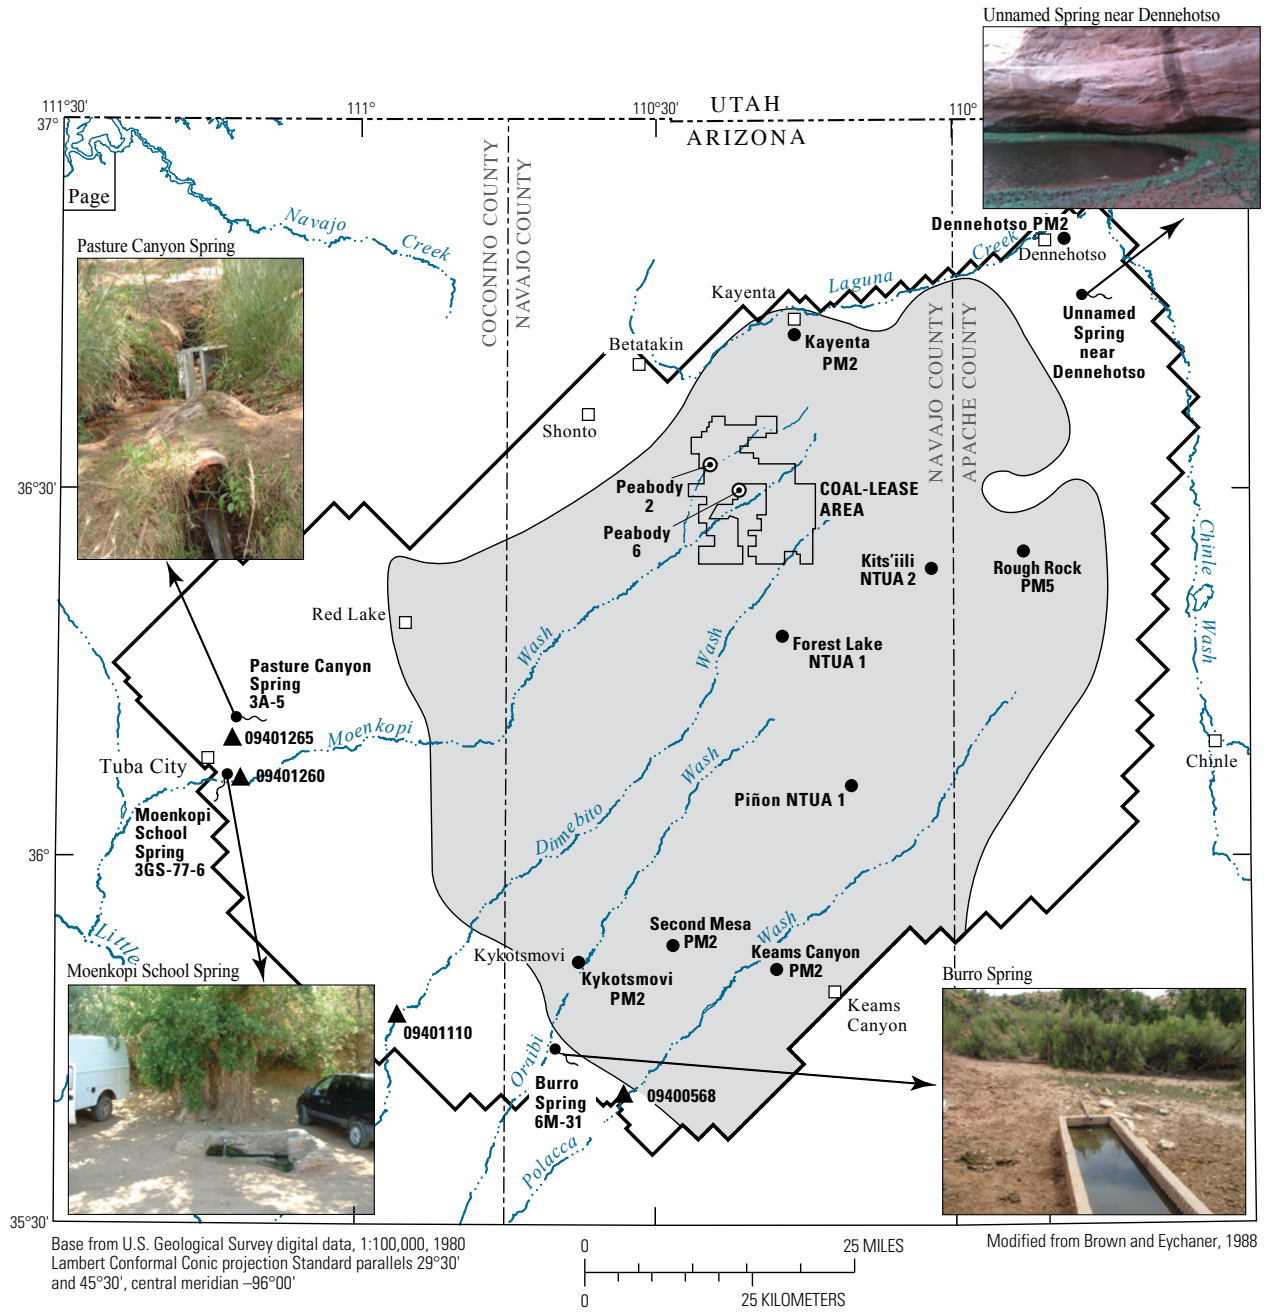 Unnamed Spring near Dennehotso
111°30'
111°
110°30'
110°
37°
UTAH
ARIZONA
Page
COCONINO COUNTY
NAVAJO COUNTY
Navajo
Creek
Pasture Canyon Spring
Dennehotso PM2
Creek
Dennehotso
Laguna
Kayenta
Unnamed
Spring
near
Dennehotso
Betatakin
Kayenta
PM2
NAVAJO COUNTY
APACHE COUNTY
Shonto
36°30'
Peabody
2
COAL-LEASE
AREA
Peabody
6
Chinle
Wash
Kits'iili
NTUA 2
Rough Rock
PM5
Red Lake
Wash
Wash
Forest Lake
NTUA 1
Pasture Canyon
Spring
3A-5
09401265
Moenkopi
Wash
Tuba City
09401260
Chinle
Moenkopi
School
Spring
3GS-77-6
Piñon NTUA 1
Dinnebito
36°
Little
Second Mesa
PM2
Wash
Kykotsmovi
Keams Canyon
PM2
Kykotsmovi
PM2
Moenkopi School Spring
Burro Spring
Keams
Canyon
09401110
Oraibi
Burro
Spring
6M-31
09400568
Polacca
35°30'
Base from U.S. Geological Survey digital data, 1:100,000, 1980
Lambert Conformal Conic projection Standard parallels 29°30'
and 45°30', central meridian –96°00'
0
25 MILES
0
25 KILOMETERS
Modified from Brown and Eychaner, 1988